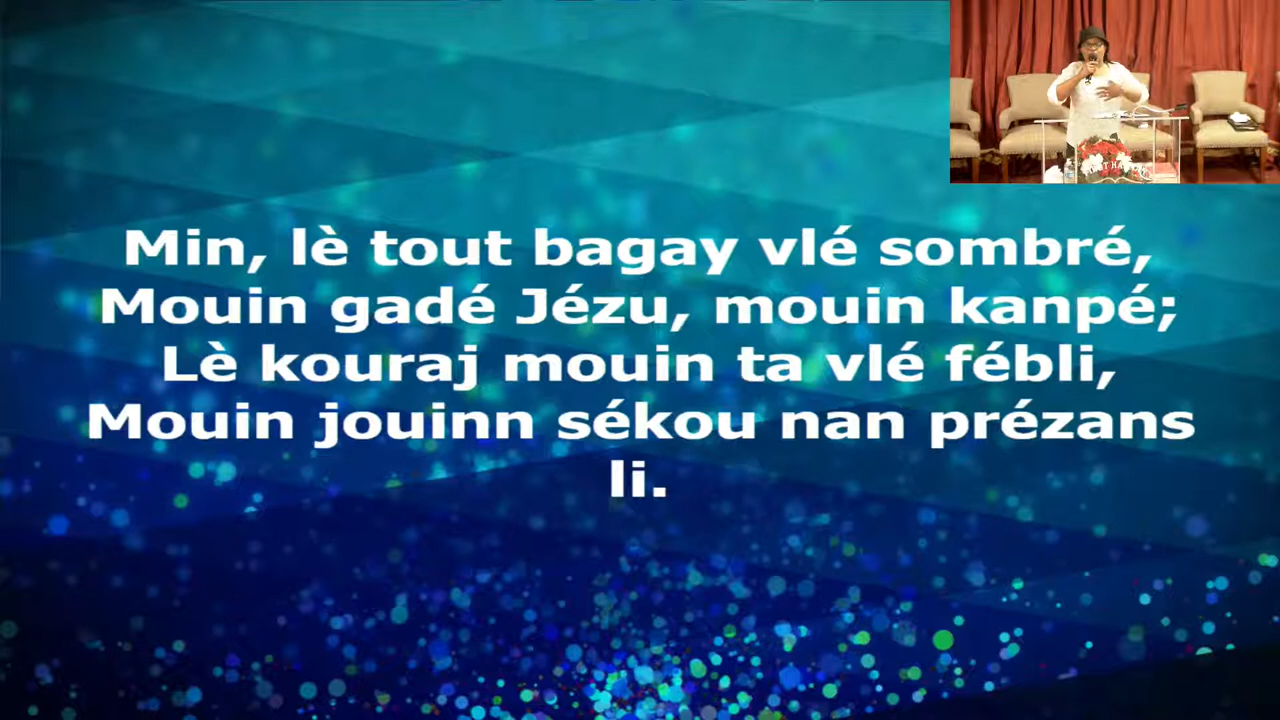 Min, lè tout bagay vlé sombré,
Mouin gadé Jézu, mouin kanpé;
Lè kouraj mouin ta vlé fébli,
Mouin jouinn sékou nan prézans
li.